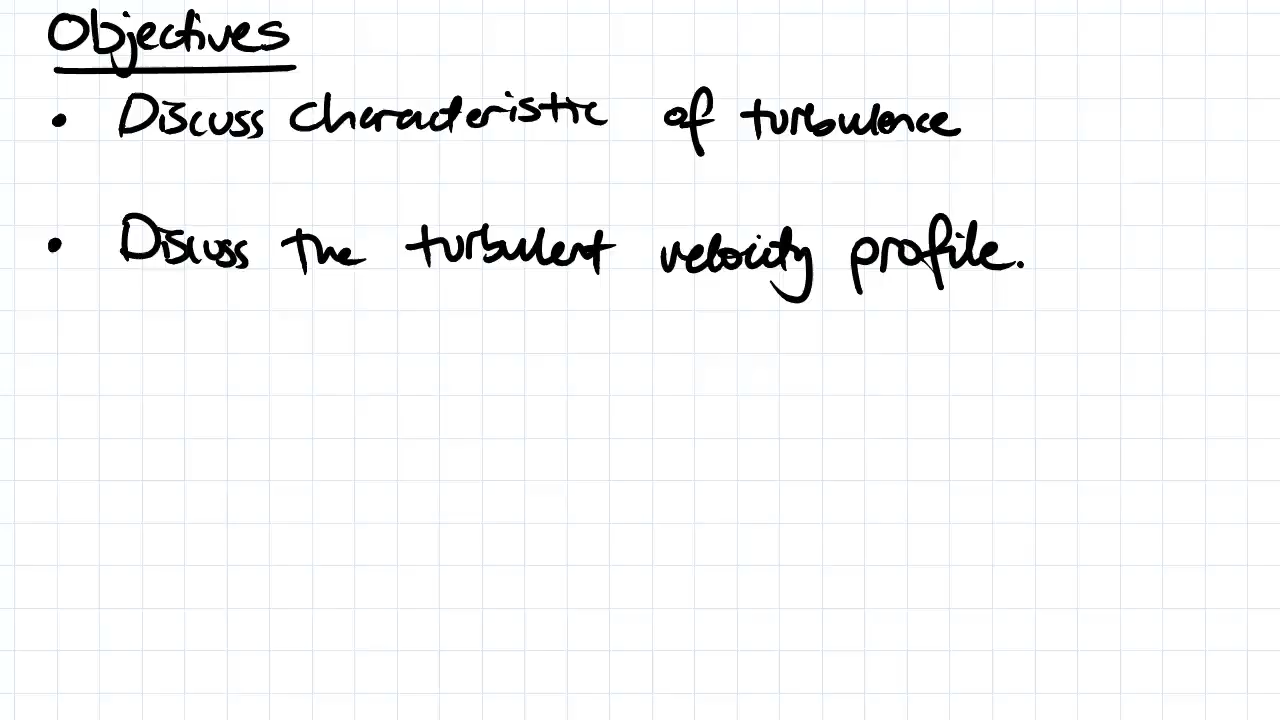 Objectives
• Discuss characteristic of turbulence
• Discuss the turbulent velocity profile.